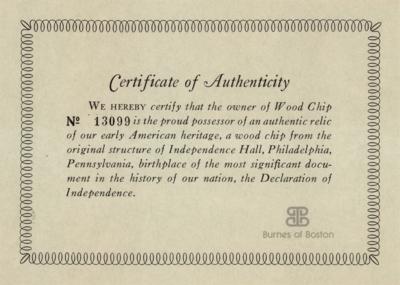 Certificate of Authenticity
WE HEREBY certify that the owner of Wood Chip
Nº 13099 is the proud possessor of an authentic relic
of our early American heritage, a wood chip from the
original structure of Independence Hall, Philadelphia,
Pennsylvania, birthplace of the most significant docu-
ment in the history of our nation, the Declaration of
Independence.
BB
Burnes of Boston